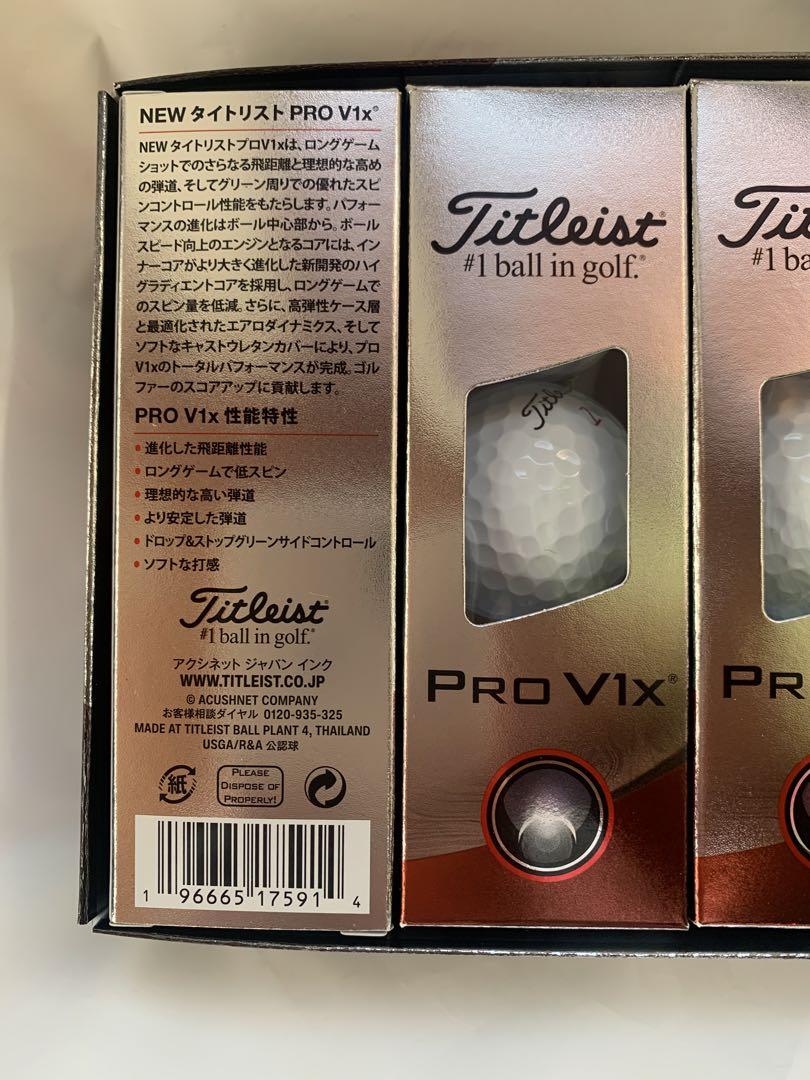 NEW タイトリスト PRO V1x®
NEW タイトリストプロV1xは、ロングゲーム
ショットでのさらなる飛距離と理想的な高め
の弾道、そしてグリーン周りでの優れたスピ
ンコントロール性能をもたらします。パフォー
マンスの進化はボール中心部から。ボール
スピード向上のエンジンとなるコアには、イン
ナーコアがより大きく進化した新開発のハイ
グラディエントコアを採用し、ロングゲームで
のスピン量を低減。さらに、高弾性ケース層
と最適化されたエアロダイナミクス、そして
ソフトなキャストウレタンカバーにより、プロ
V1xのトータルパフォーマンスが完成。ゴル
ファーのスコアアップに貢献します。
PRO V1x 性能特性
• 進化した飛距離性能
• ロングゲームで低スピン
• 理想的な高い弾道
• より安定した弾道
• ドロップ&ストップグリーンサイドコントロール
• ソフトな打感
Titleist®
#1 ball in golf.®
アクシネット ジャパン インク
WWW.TITLEIST.CO.JP
© ACUSHNET COMPANY
お客様相談ダイヤル 0120-935-325
MADE AT TITLEIST BALL PLANT 4, THAILAND
USGA/R&A 公認球
紙
PLEASE
DISPOSE OF
PROPERLY!
1 96665 17591 4
Titleist®
#1 ball in golf.®
Titleist
1
PRO V1x®
Tit
#1 ba
PR